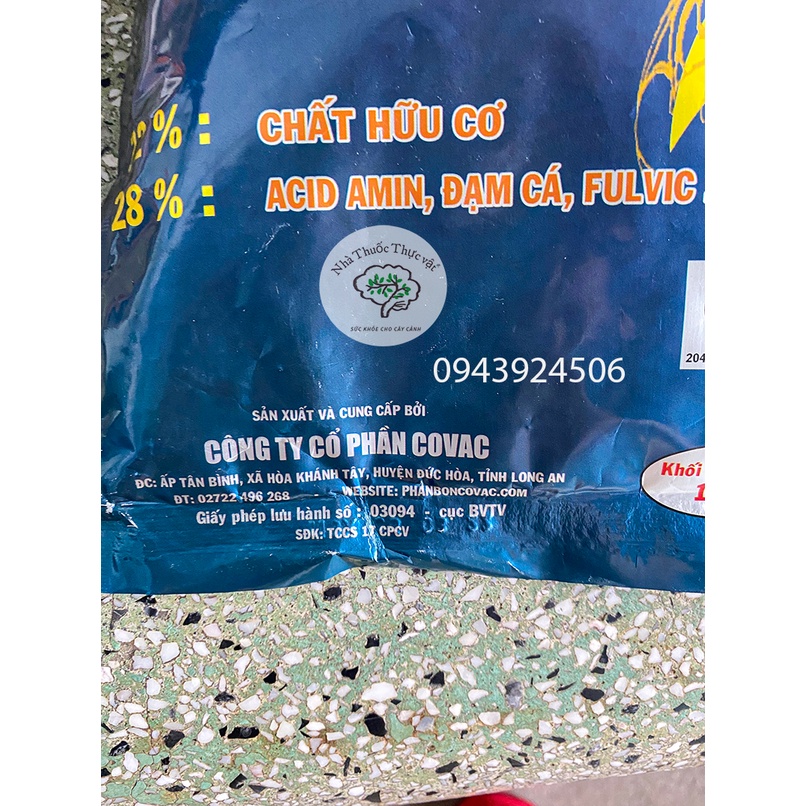 %: CHẤT HỮU CƠ
28 %: ACID AMIN, ĐẠM CÁ, FULVIC
Nhà Thuốc Thực vật
SỨC KHỎE CHO CÂY CẢNH
204
0943924506
SẢN XUẤT VÀ CUNG CẤP BỞI
CÔNG TY CỔ PHẦN COVAC
ĐC: ẤP TÂN BÌNH, XÃ HÒA KHÁNH TÂY, HUYỆN ĐỨC HÒA, TỈNH LONG AN
ĐT: 02722 496 268 - WEBSITE: PHANBONCOVAC.COM
Giấy phép lưu hành số : 03094 - cục BVTV
SĐK: TCCS 17 CPCV
Khối
1